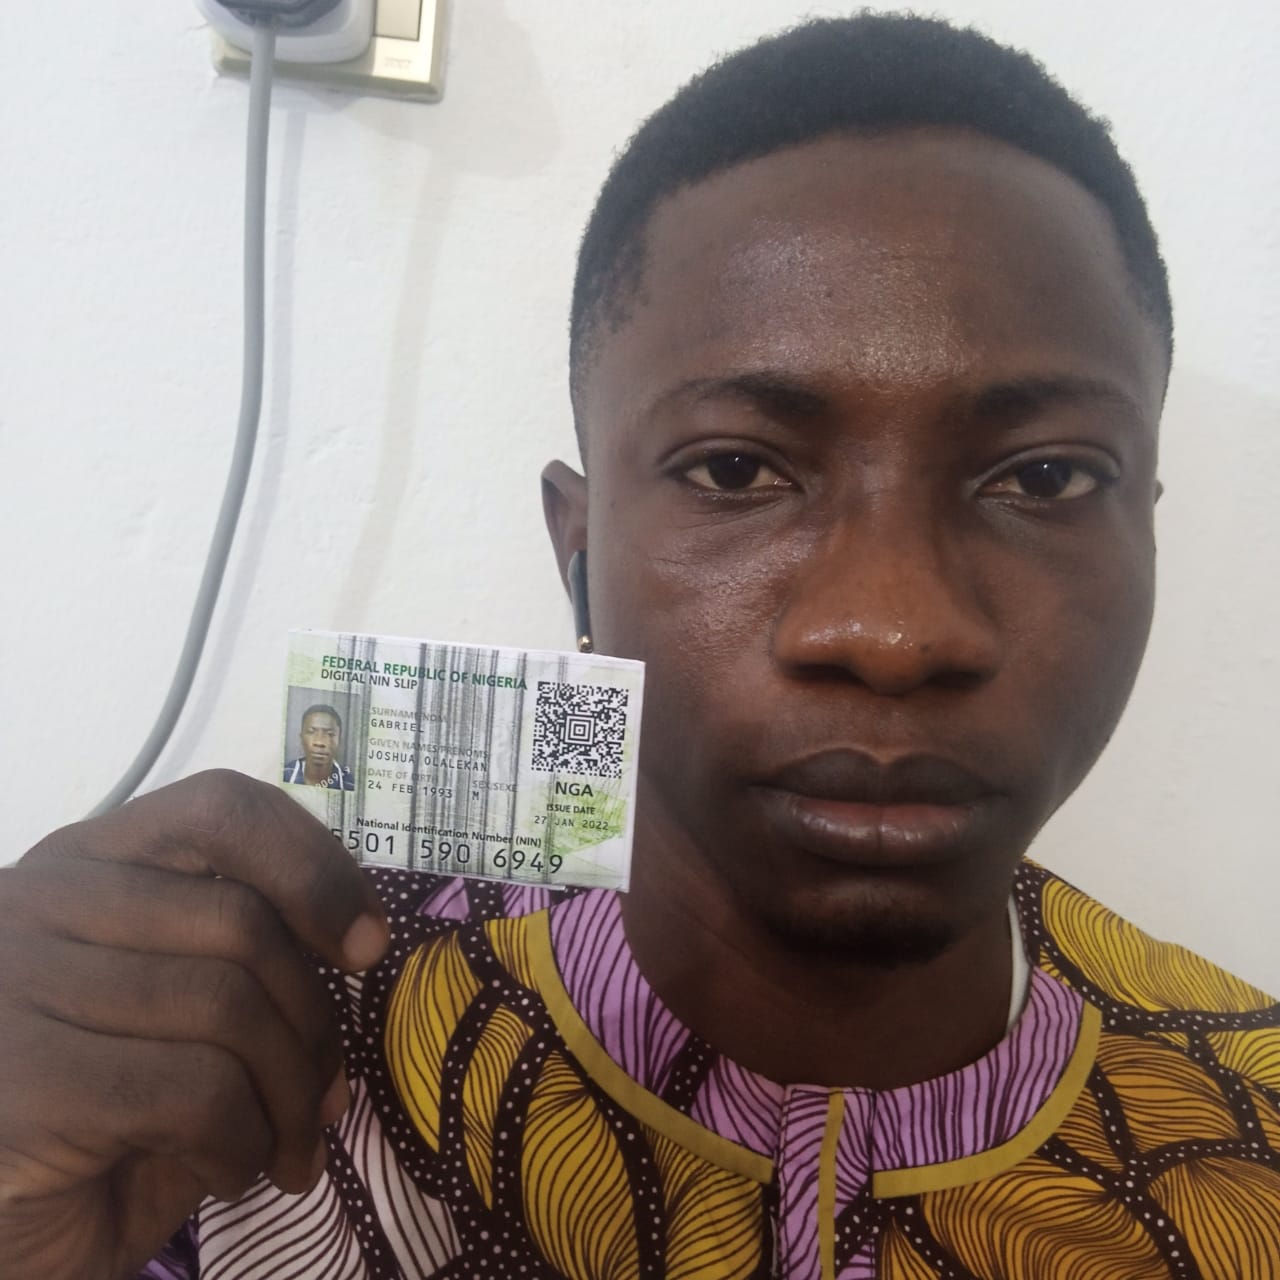 FEDERAL REPUBLIC OF NIGERIA
DIGITAL NIN SLIP
SURNAME/NOM
GABRIEL
GIVEN NAMES/PRENOMS
JOSHUA OLALEKAN
DATE OF BIRTH
SEX/SEXE
24 FEB 1993
M
NGA
ISSUE DATE
27 JAN 2022
National Identification Number (NIN)
5501 590 6949